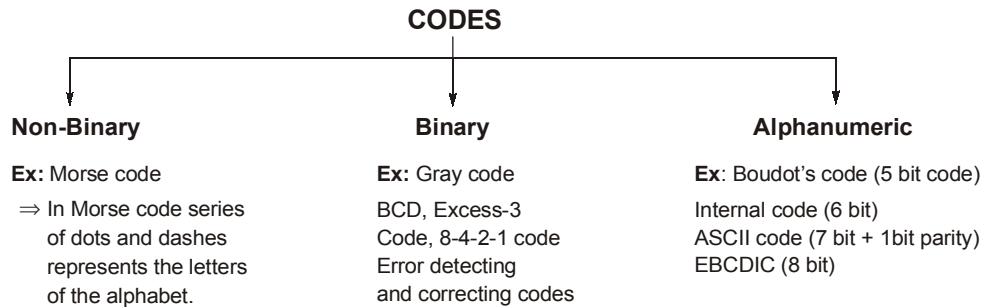 CODES
Non-Binary
Ex: Morse code
⇒ In Morse code series
of dots and dashes
represents the letters
of the alphabet.
Binary
Ex: Gray code
BCD, Excess-3
Code, 8-4-2-1 code
Error detecting
and correcting codes
Alphanumeric
Ex: Boudot's code (5 bit code)
Internal code (6 bit)
ASCII code (7 bit + 1bit parity)
EBCDIC (8 bit)